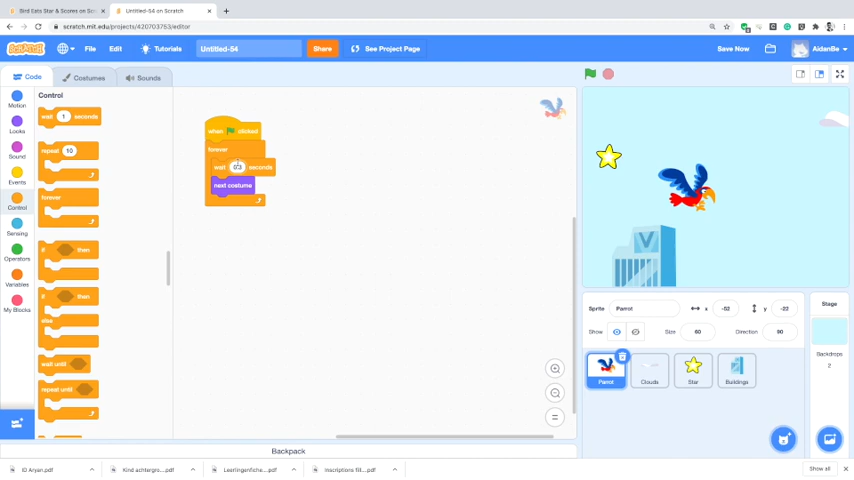 Bird Eats Star & Scores on Scr
Untitled-54 on Scratch
scratch.mit.edu/projects/420703763/editor
SCRATCH File Edit Tutorials Untitled-54 Share See Project Page Save Now AidanBe
Code Costumes Sounds
Motion
Looks
Sound
Events
Control
Sensing
Operators
Variables
My Blocks
Control
wait 1 seconds
repeat 10
forever
if then
if then
else
wait until
repeat until
when clicked
forever
wait 0.3 seconds
next costume
V
Sprite Parrot x -52 y -22
Show Size 60 Direction 90
Parrot Clouds Star Buildings
Stage
Backdrops
2
Backpack
ID Aryan.pdf Kind achtergro....pdf Leerlingenfiche....pdf Inscriptions fit....pdf Show all